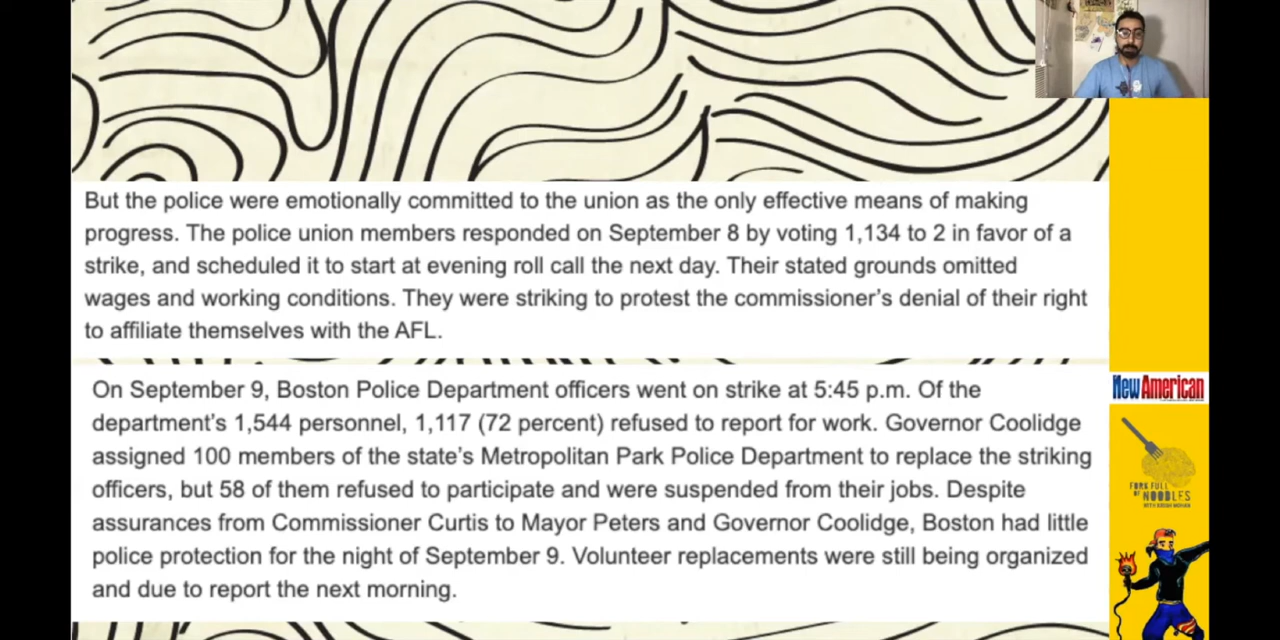 But the police were emotionally committed to the union as the only effective means of making
progress. The police union members responded on September 8 by voting 1,134 to 2 in favor of a
strike, and scheduled it to start at evening roll call the next day. Their stated grounds omitted
wages and working conditions. They were striking to protest the commissioner's denial of their right
to affiliate themselves with the AFL.
On September 9, Boston Police Department officers went on strike at 5:45 p.m. Of the
department's 1,544 personnel, 1,117 (72 percent) refused to report for work. Governor Coolidge
assigned 100 members of the state's Metropolitan Park Police Department to replace the striking
officers, but 58 of them refused to participate and were suspended from their jobs. Despite
assurances from Commissioner Curtis to Mayor Peters and Governor Coolidge, Boston had little
police protection for the night of September 9. Volunteer replacements were still being organized
and due to report the next morning.
New American
FORK FULL
OF NOODLES